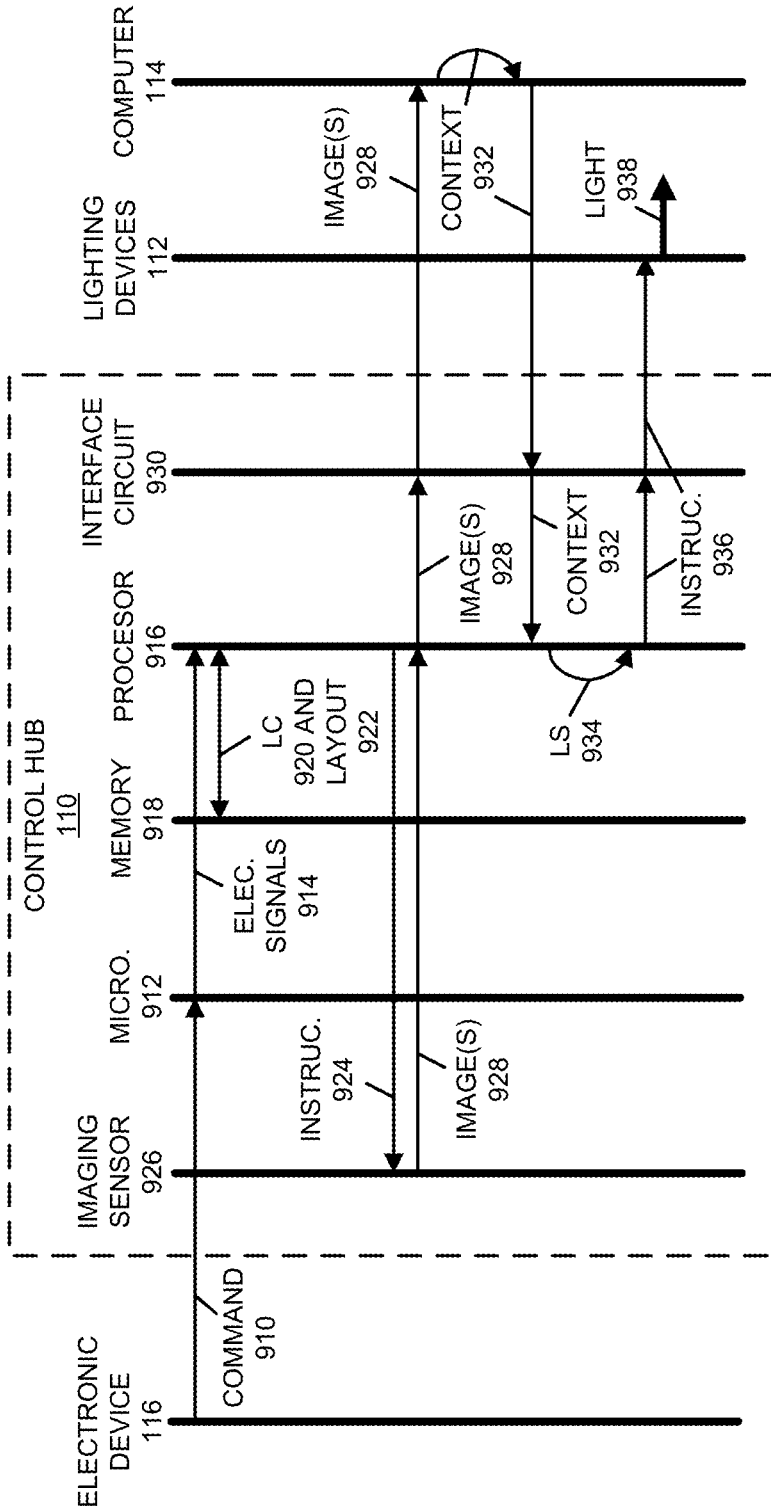 CONTROL HUB
110
ELECTRONIC
DEVICE
116
IMAGING
SENSOR
926
MICRO.
912
MEMORY
918
PROCESOR
916
INTERFACE
CIRCUIT
930
LIGHTING
DEVICES
112
COMPUTER
114
COMMAND
910
ELEC.
SIGNALS
914
LC
920 AND
LAYOUT
922
INSTRUC.
924
IMAGE(S)
928
IMAGE(S)
928
IMAGE(S)
928
CONTEXT
932
CONTEXT
932
LS
934
INSTRUC.
936
LIGHT
938